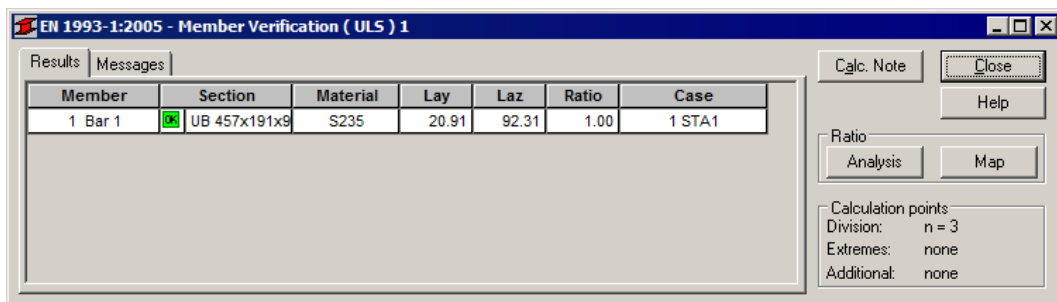 EN 1993-1:2005 - Member Verification ( ULS ) 1
Results Messages
Member Section Material Lay Laz Ratio Case
1 Bar 1 OK UB 457x191x9 S235 20.91 92.31 1.00 1 STA1
Calc. Note Close
Help
Ratio
Analysis Map
Calculation points
Division: n = 3
Extremes: none
Additional: none